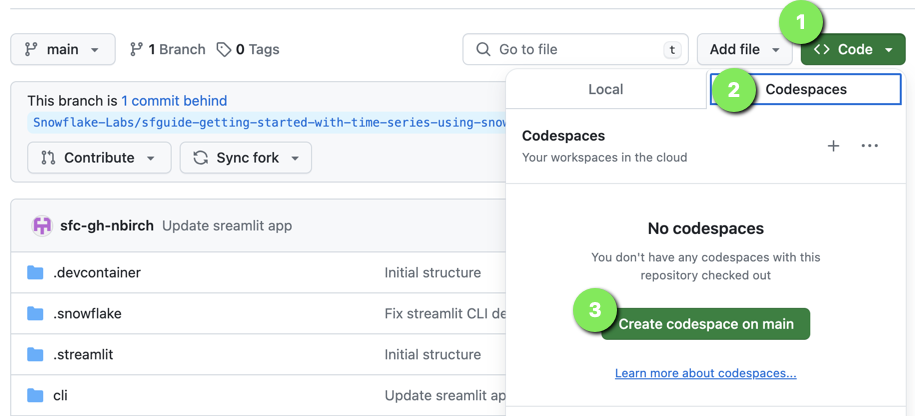 1
main
1 Branch
0 Tags
Go to file
t
Add file
<> Code
This branch is 1 commit behind
Snowflake-Labs/sfguide-getting-started-with-time-series-using-snow
Contribute
Sync fork
2
Local
Codespaces
Codespaces
Your workspaces in the cloud
No codespaces
You don't have any codespaces with this
repository checked out
3
Create codespace on main
Learn more about codespaces...
sfc-gh-nbirch Update sreamlit app
.devcontainer Initial structure
.snowflake Fix streamlit CLI de
.streamlit Initial structure
cli Update sreamlit ap